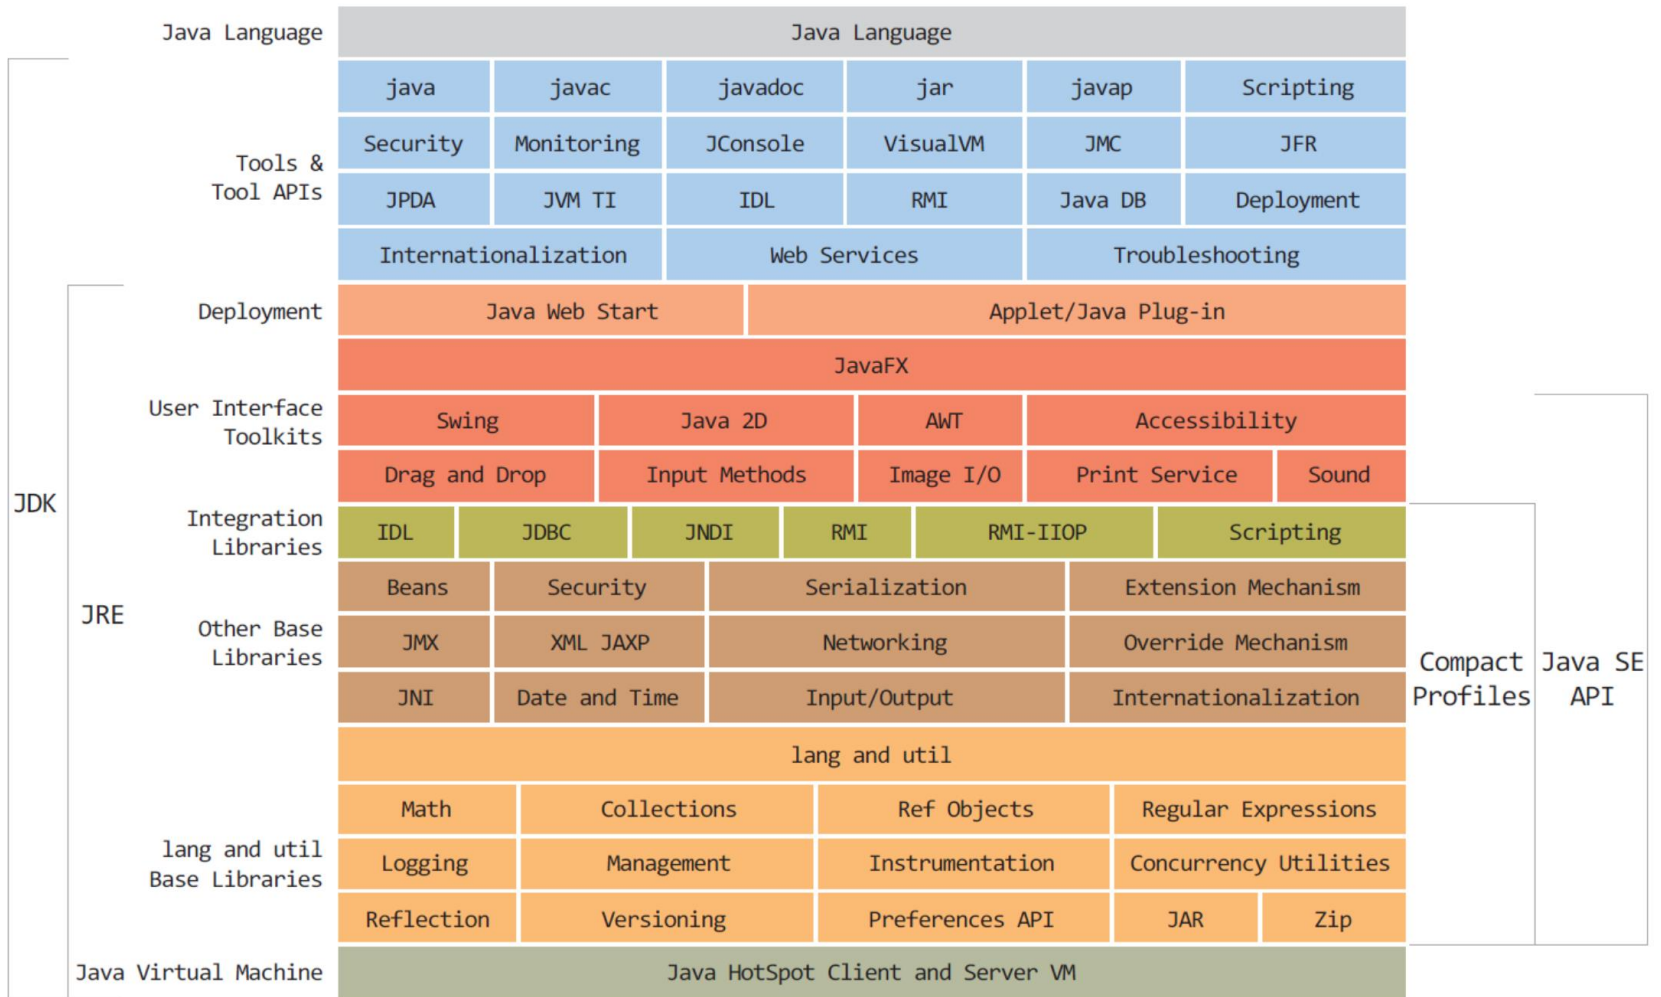 Java Language
Java Language
java javac javadoc jar javap Scripting
Security Monitoring JConsole VisualVM JMC JFR
Tools &
Tool APIs
JPDA JVM TI IDL RMI Java DB Deployment
Internationalization Web Services Troubleshooting
Deployment
Java Web Start Applet/Java Plug-in
JavaFX
User Interface
Toolkits
Swing Java 2D AWT Accessibility
Drag and Drop Input Methods Image I/O Print Service Sound
JDK
Integration
Libraries
IDL JDBC JNDI RMI RMI-IIOP Scripting
Beans Security Serialization Extension Mechanism
JRE
Other Base
Libraries
JMX XML JAXP Networking Override Mechanism
Compact
Profiles
Java SE
API
JNI Date and Time Input/Output Internationalization
lang and util
Math Collections Ref Objects Regular Expressions
lang and util
Base Libraries
Logging Management Instrumentation Concurrency Utilities
Reflection Versioning Preferences API JAR Zip
Java Virtual Machine
Java HotSpot Client and Server VM